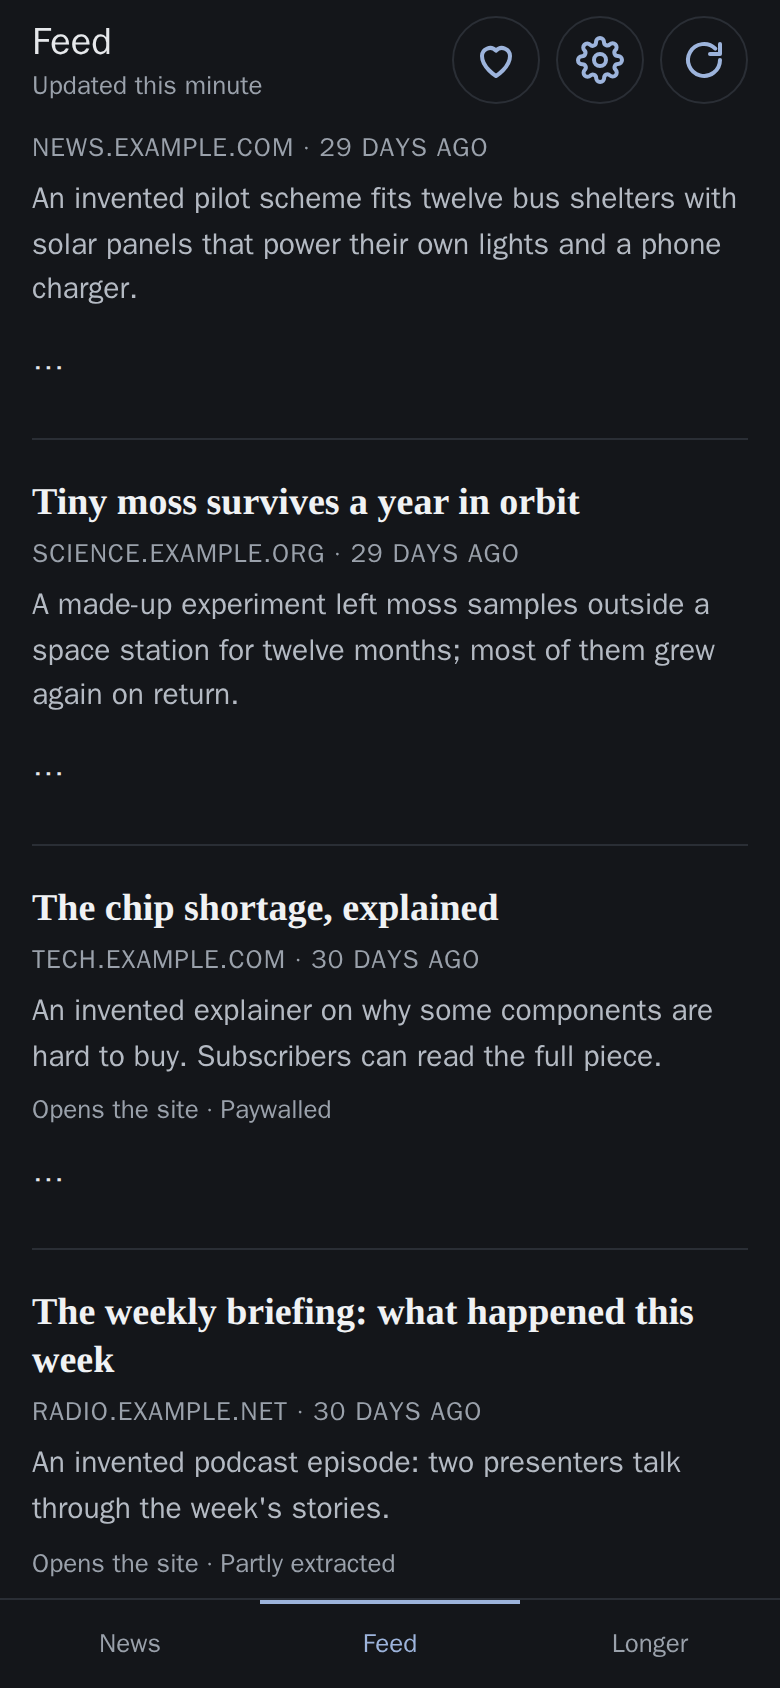 Feed
Updated this minute
NEWS.EXAMPLE.COM · 29 DAYS AGO
An invented pilot scheme fits twelve bus shelters with
solar panels that power their own lights and a phone
charger.
...
Tiny moss survives a year in orbit
SCIENCE.EXAMPLE.ORG · 29 DAYS AGO
A made-up experiment left moss samples outside a
space station for twelve months; most of them grew
again on return.
...
The chip shortage, explained
TECH.EXAMPLE.COM · 30 DAYS AGO
An invented explainer on why some components are
hard to buy. Subscribers can read the full piece.
Opens the site · Paywalled
...
The weekly briefing: what happened this
week
RADIO.EXAMPLE.NET · 30 DAYS AGO
An invented podcast episode: two presenters talk
through the week's stories.
Opens the site · Partly extracted
News
Feed
Longer